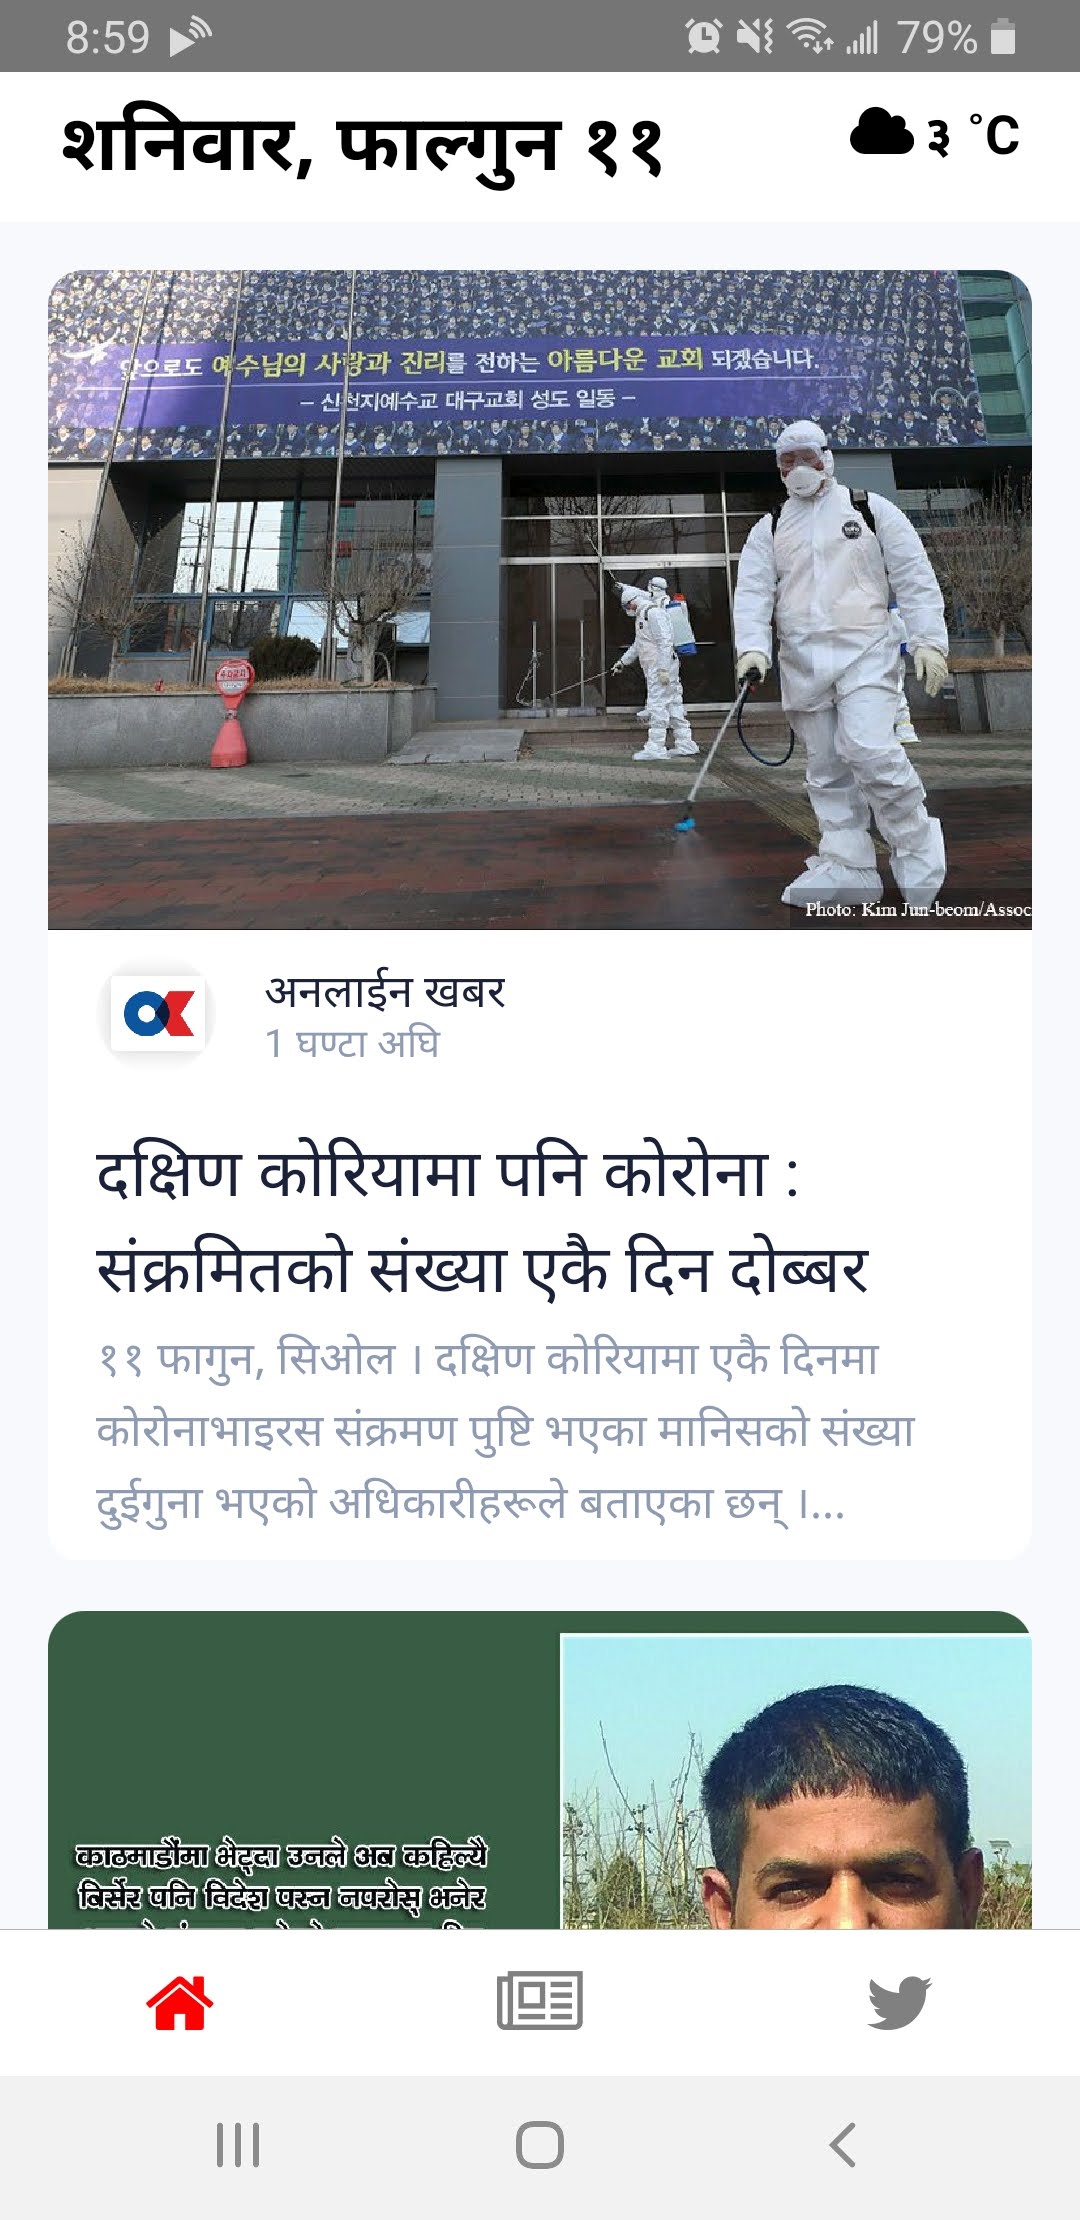 8:59
79%
शनिवार, फाल्गुन ११
३ °C
앞으로도 예수님의 사랑과 진리를 전하는 아름다운 교회 되겠습니다.
– 신천지예수교 대구교회 성도 일동 –
Photo: Kim Jun-beom/Assoc
अनलाईन खबर
1 घण्टा अघि
दक्षिण कोरियामा पनि कोरोना :
संक्रमितको संख्या एकै दिन दोब्बर
११ फागुन, सिओल । दक्षिण कोरियामा एकै दिनमा
कोरोनाभाइरस संक्रमण पुष्टि भएका मानिसको संख्या
दुईगुना भएको अधिकारीहरूले बताएका छन् ।...
काठमाडौंमा भेट्दा उनले अब कहिल्यै
बिर्सेर पनि विदेश पस्न नपरोस् भनेर